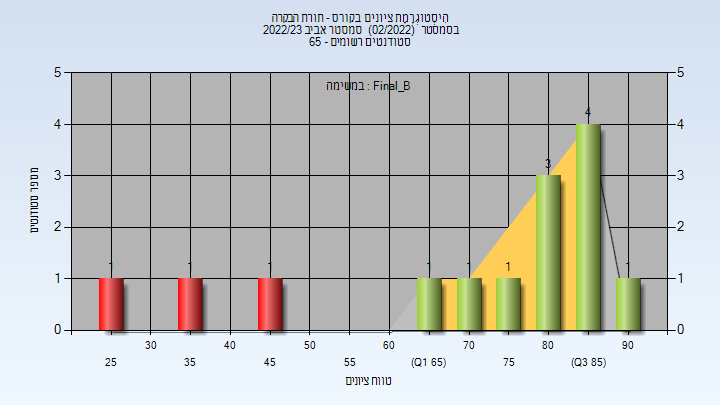 היסטוגרמת ציונים בקורס - תורת הבקרה
בסמסטר (02/2022) סמסטר אביב 2022/23
סטודנטים רשומים - 65
במשימה : Final_B
5 5
4 4
3 3
2 2
1 1
0 0
מספר סטודנטים
1 1 1 1 1 1 3 4 1
30 40 50 60 70 80 90
25 35 45 55 (Q1 65) 75 (Q3 85)
טווח ציונים